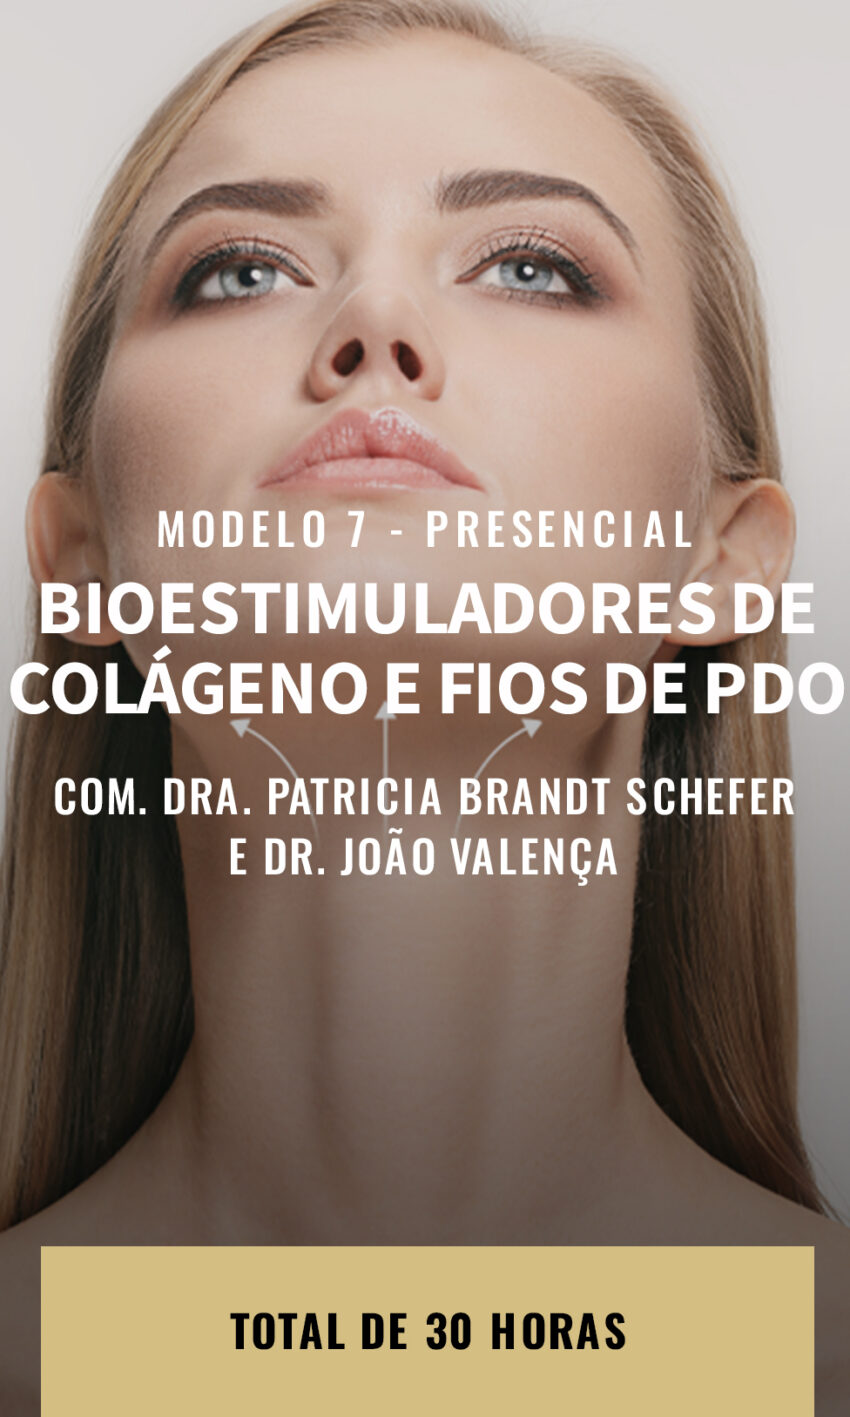 MODELO 7 - PRESENCIAL
BIOESTIMULADORES DE
COLÁGENO E FIOS DE PDO
COM. DRA. PATRICIA BRANDT SCHEFER
E DR. JOÃO VALENÇA
TOTAL DE 30 HORAS